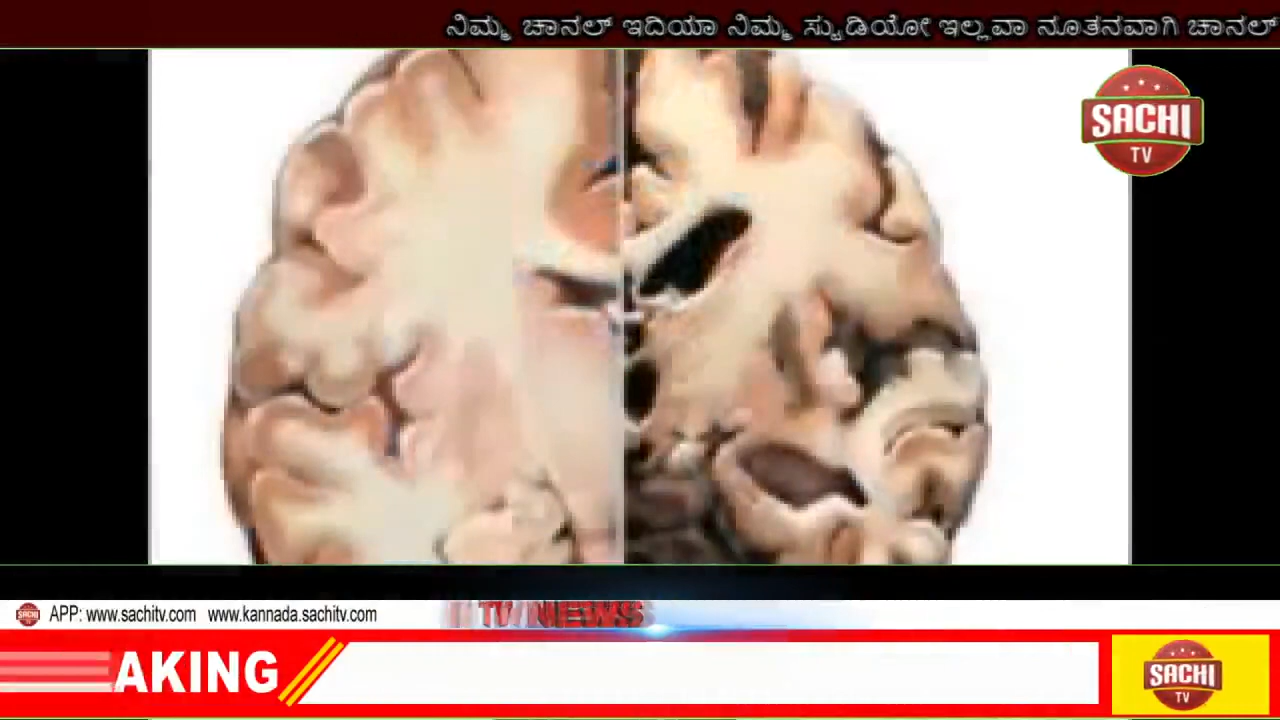 ನಿಮ್ಮ ಚಾನಲ್ ಇದಿಯಾ ನಿಮ್ಮ ಸ್ಟುಡಿಯೋ ಇಲ್ಲವಾ ನೂತನವಾಗಿ ಚಾನಲ್
SACHI
TV
APP: www.sachitv.com www.kannada.sachitv.com
TV NEWS
AKING
SACHI
TV